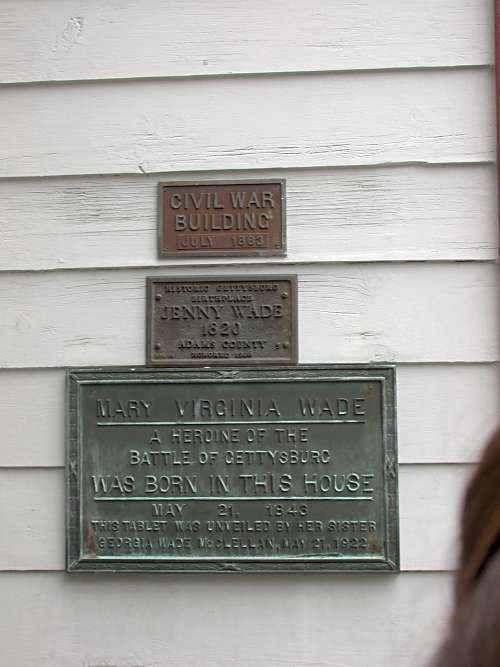 CIVIL WAR
BUILDING
JULY 1863
HISTORIC GETTYSBURG
BIRTHPLACE
JENNY WADE
1820
ADAMS COUNTY
HONORED
MARY VIRGINIA WADE
A HEROINE OF THE
BATTLE OF GETTYSBURG
WAS BORN IN THIS HOUSE
MAY 21, 1843
THIS TABLET WAS UNVEILED BY HER SISTER
GEORGIA WADE McCLELLAN, MAY 21, 1922